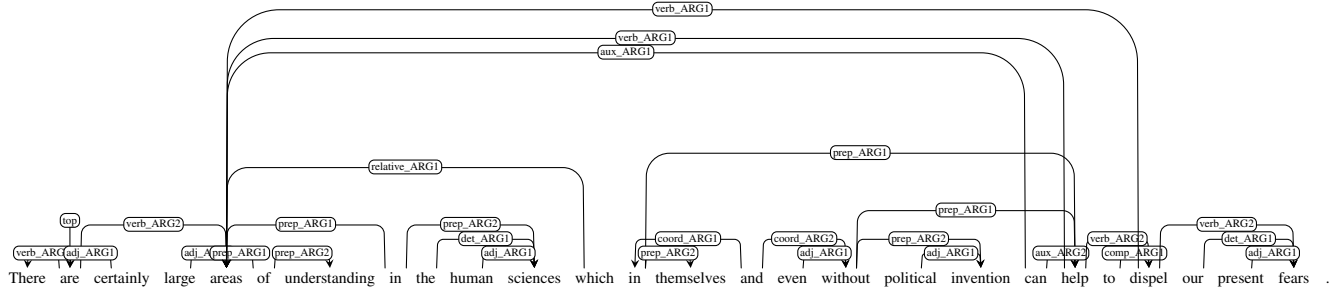 verb_ARG1
verb_ARG1
aux_ARG1
prep_ARG1
relative_ARG1
prep_ARG1
top
verb_ARG2 prep_ARG1 prep_ARG2 verb_ARG2
det_ARG1 coord_ARG1 coord_ARG2 prep_ARG2 verb_ARG2 det_ARG1
adj_ARG1 prep_ARG1 prep_ARG2 adj_ARG1 prep_ARG2 adj_ARG1 adj_ARG1 aux_ARG2 comp_ARG1 adj_ARG1
There are certainly large areas of understanding in the human sciences which in themselves and even without political invention can help to dispel our present fears .